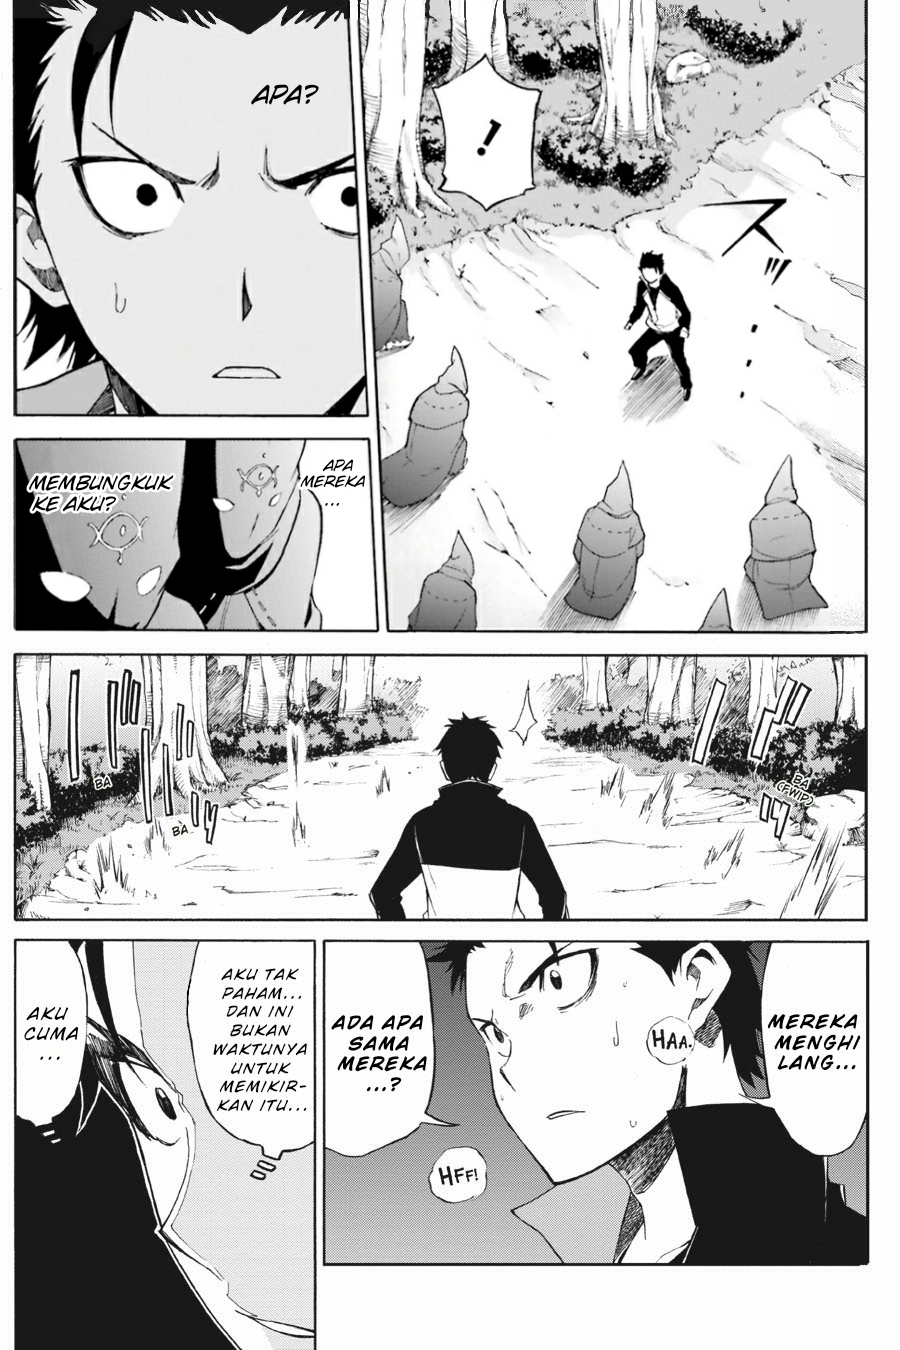 !
ス
APA?
APA
MEREKA
...
MEMBUNGKUK
KE AKU?
BA
(FWIP)
BA
BA
MEREKA
MENGHI
LANG...
HAA.
ADA APA
SAMA
MEREKA
...?
HFF!
AKU TAK
PAHAM...
DAN INI
BUKAN
WAKTUNYA
UNTUK
MEMIKIR-
KAN ITU...
AKU
CUMA
...